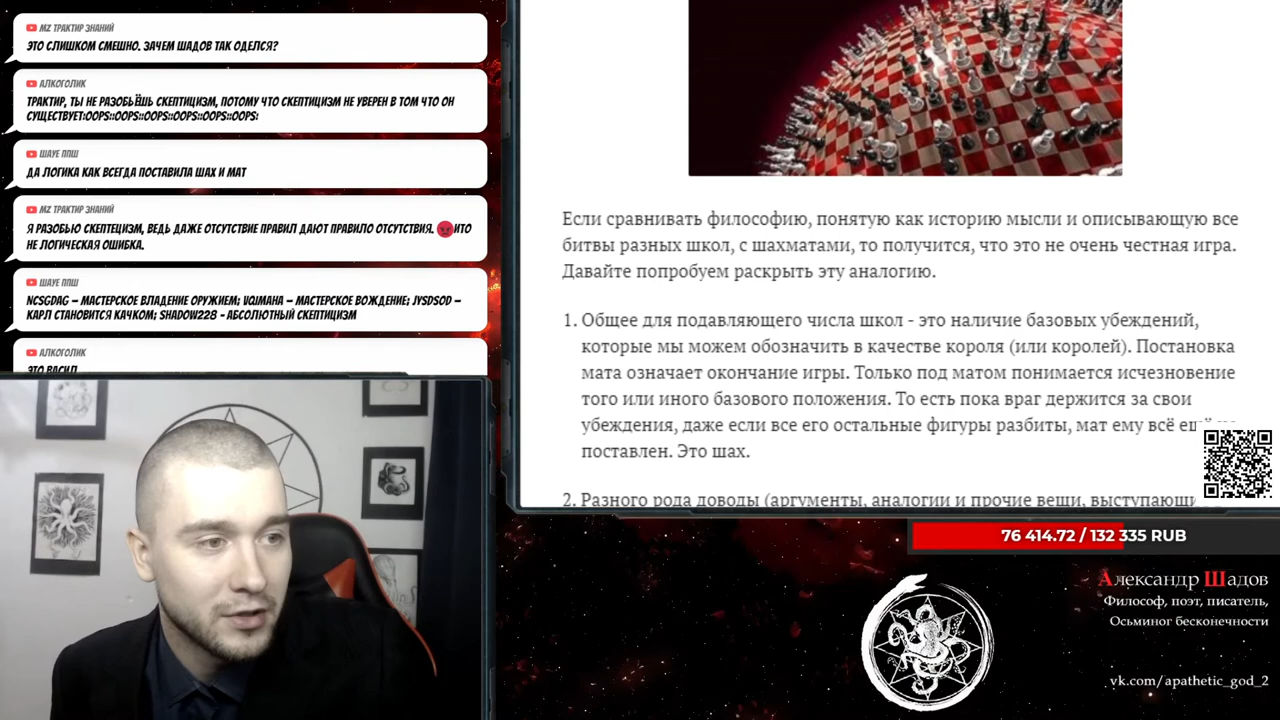 MZ ТРАКТИР ЗНАНИЙ
ЭТО СЛИШКОМ СМЕШНО. ЗАЧЕМ ШАДОВ ТАК ОДЕЛСЯ?
АЛКОГОЛИК
ТРАКТИР, ТЫ НЕ РАЗОБЬЁШЬ СКЕПТИЦИЗМ, ПОТОМУ ЧТО СКЕПТИЦИЗМ НЕ УВЕРЕН В ТОМ ЧТО ОН
СУЩЕСТВУЕТ:OOPS::OOPS::OOPS::OOPS::OOPS::OOPS:
ШАУЕ ППШ
ДА ЛОГИКА КАК ВСЕГДА ПОСТАВИЛА ШАХ И МАТ
MZ ТРАКТИР ЗНАНИЙ
Я РАЗОБЬЮ СКЕПТЕЦИЗМ, ВЕДЬ ДАЖЕ ОТСУТСТВИЕ ПРАВИЛ ДАЮТ ПРАВИЛО ОТСУТСТВИЯ. ИТО
НЕ ЛОГИЧЕСКАЯ ОШИБКА.
ШАУЕ ППШ
NCSGDAG – МАСТЕРСКОЕ ВЛАДЕНИЕ ОРУЖИЕМ; VQJMAHA – МАСТЕРСКОЕ ВОЖДЕНИЕ; JYSDSOD –
КАРЛ СТАНОВИТСЯ КАЧКОМ; SHADOW228 - АБСОЛЮТНЫЙ СКЕПТИЦИЗМ
АЛКОГОЛИК
ЭТО ВАСИЛ
Если сравнивать философию, понятую как историю мысли и описывающую все
битвы разных школ, с шахматами, то получится, что это не очень честная игра.
Давайте попробуем раскрыть эту аналогию.
1. Общее для подавляющего числа школ - это наличие базовых убеждений,
которые мы можем обозначить в качестве короля (или королей). Постановка
мата означает окончание игры. Только под матом понимается исчезновение
того или иного базового положения. То есть пока враг держится за свои
убеждения, даже если все его остальные фигуры разбиты, мат ему всё
поставлен. Это шах.
2. Разного рода доводы (аргументы, аналогии и прочие вещи,
76 414.72 / 132 335 RUB
Александр Шадов
Философ, поэт, писатель,
Осьминог бесконечности
vk.com/apathetic_god_2